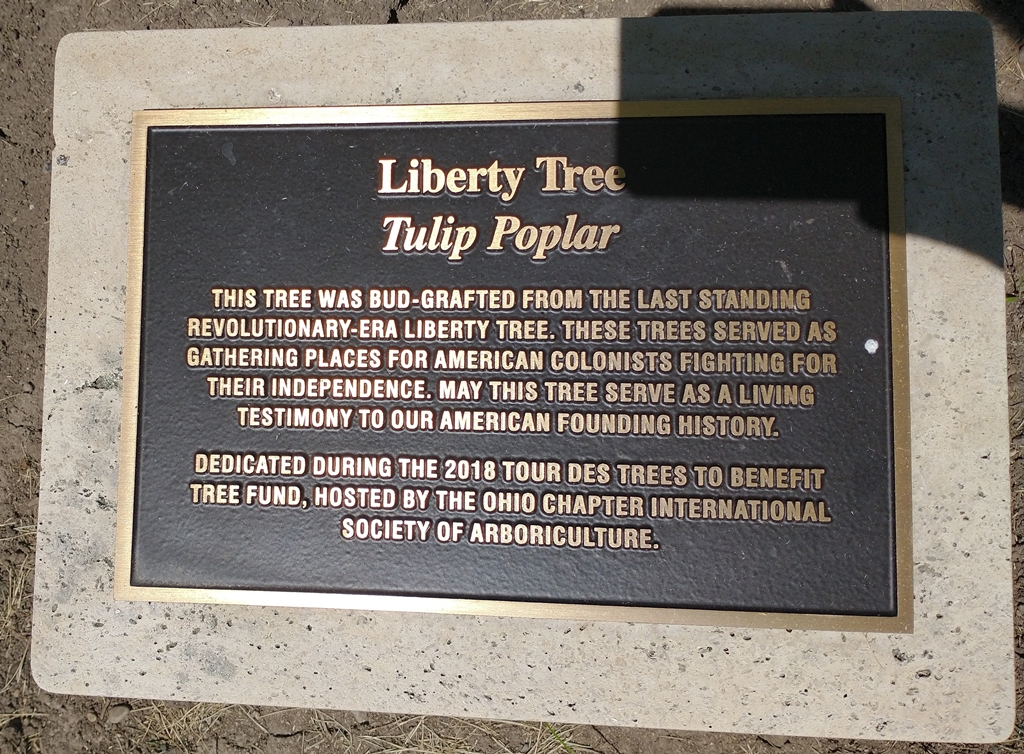 Liberty Tree
Tulip Poplar
THIS TREE WAS BUD-GRAFTED FROM THE LAST STANDING
REVOLUTIONARY-ERA LIBERTY TREE. THESE TREES SERVED AS
GATHERING PLACES FOR AMERICAN COLONISTS FIGHTING FOR
THEIR INDEPENDENCE. MAY THIS TREE SERVE AS A LIVING
TESTIMONY TO OUR AMERICAN FOUNDING HISTORY.
DEDICATED DURING THE 2018 TOUR DES TREES TO BENEFIT
TREE FUND, HOSTED BY THE OHIO CHAPTER INTERNATIONAL
SOCIETY OF ARBORICULTURE.